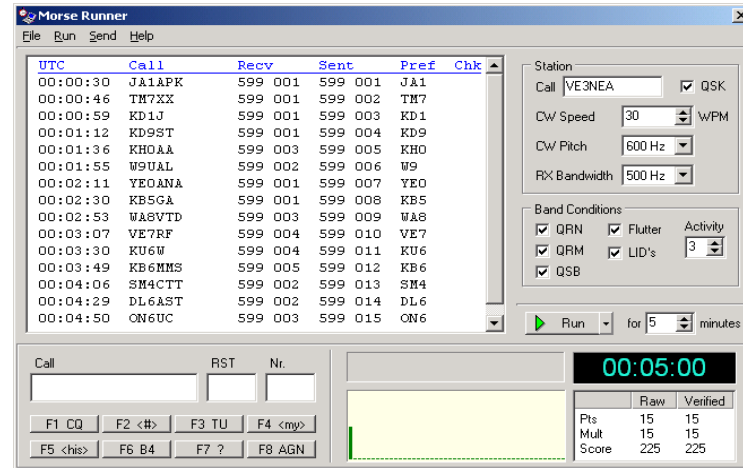 Morse Runner
File Run Send Help
UTC Call Recv Sent Pref Chk
00:00:30 JA1APK 599 001 599 001 JA1
00:00:46 TM7XX 599 001 599 002 TM7
00:00:59 KD1J 599 001 599 003 KD1
00:01:12 KD9ST 599 001 599 004 KD9
00:01:36 KH0AA 599 003 599 005 KH0
00:01:55 W9UAL 599 002 599 006 W9
00:02:11 YE0ANA 599 001 599 007 YE0
00:02:30 KB5GA 599 001 599 008 KB5
00:02:53 WA8VTD 599 003 599 009 WA8
00:03:07 VE7RF 599 004 599 010 VE7
00:03:30 KU6W 599 004 599 011 KU6
00:03:49 KB6MMS 599 005 599 012 KB6
00:04:06 SM4CTT 599 002 599 013 SM4
00:04:29 DL6AST 599 002 599 014 DL6
00:04:50 ON6UC 599 003 599 015 ON6
Station
Call VE3NEA QSK
CW Speed 30 WPM
CW Pitch 600 Hz
RX Bandwidth 500 Hz
Band Conditions
QRN Flutter Activity
QRM LID's 3
QSB
Run for 5 minutes
Call RST Nr.
F1 CQ F2 <#> F3 TU F4 <my>
F5 <his> F6 B4 F7 ? F8 AGN
00:05:00
Raw Verified
Pts 15 15
Mult 15 15
Score 225 225